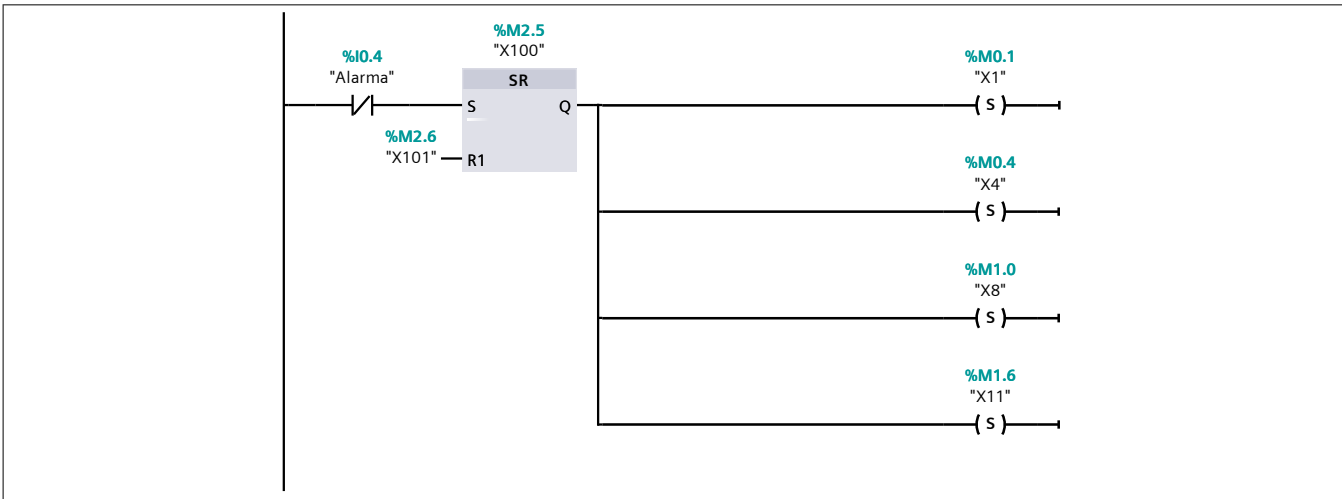 %M2.5
"X100"
%I0.4
"Alarma"
SR
S
Q
%M2.6
"X101"
R1
%M0.1
"X1"
S
%M0.4
"X4"
S
%M1.0
"X8"
S
%M1.6
"X11"
S